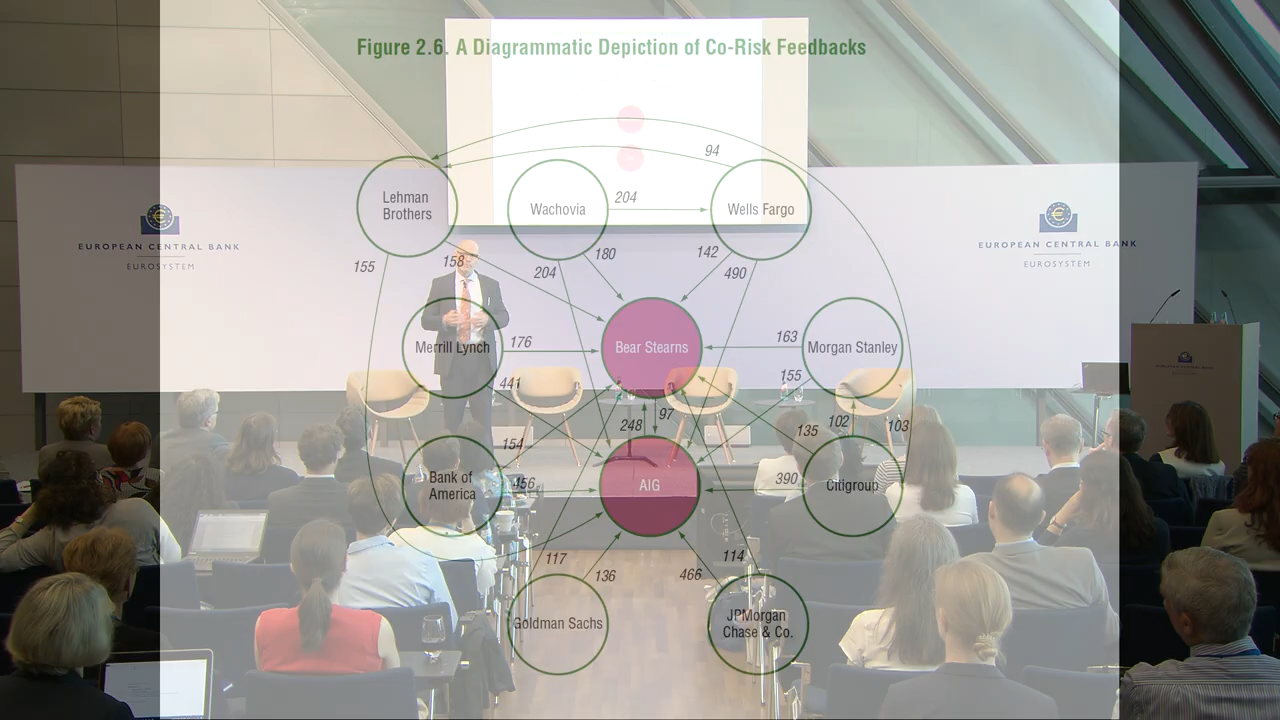 Figure 2.6. A Diagrammatic Depiction of Co-Risk Feedbacks
94
Lehman
Brothers
Wachovia
204
Wells Fargo
EUROPEAN CENTRAL BANK
EUROSYSTEM
EUROPEAN CENTRAL BANK
EUROSYSTEM
155
158
204
180
142
490
Merrill Lynch
176
Bear Stearns
163
Morgan Stanley
441
155
248
97
135
102
103
154
Bank of
America
456
AIG
390
Citigroup
117
136
466
114
Goldman Sachs
JPMorgan
Chase & Co.